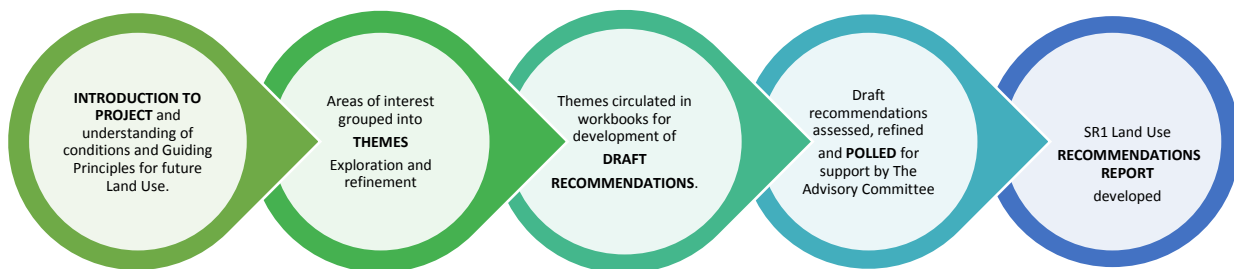 INTRODUCTION TO
PROJECT and
understanding of
conditions and Guiding
Principles for future
Land Use.
Areas of interest
grouped into
THEMES
Exploration and
refinement
Themes circulated in
workbooks for
development of
DRAFT
RECOMMENDATIONS.
Draft
recommendations
assessed, refined
and POLLED for
support by The
Advisory Committee
SR1 Land Use
RECOMMENDATIONS
REPORT
developed